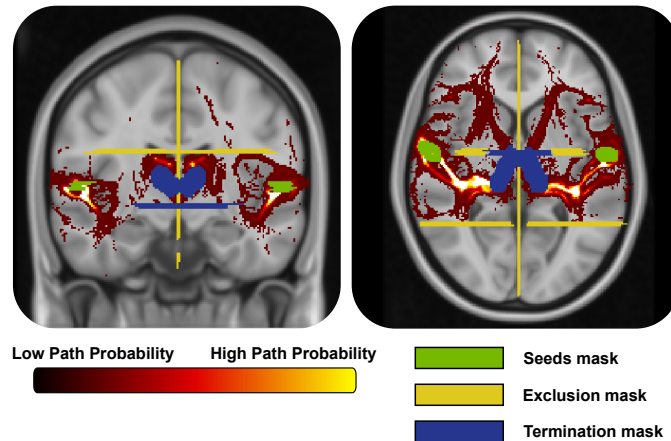 Low Path Probability High Path Probability
Seeds mask
Exclusion mask
Termination mask